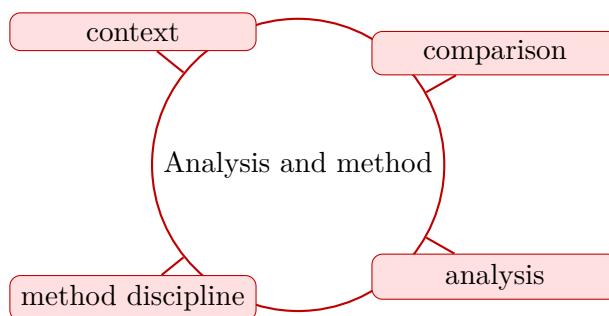 context
comparison
Analysis and method
method discipline
analysis